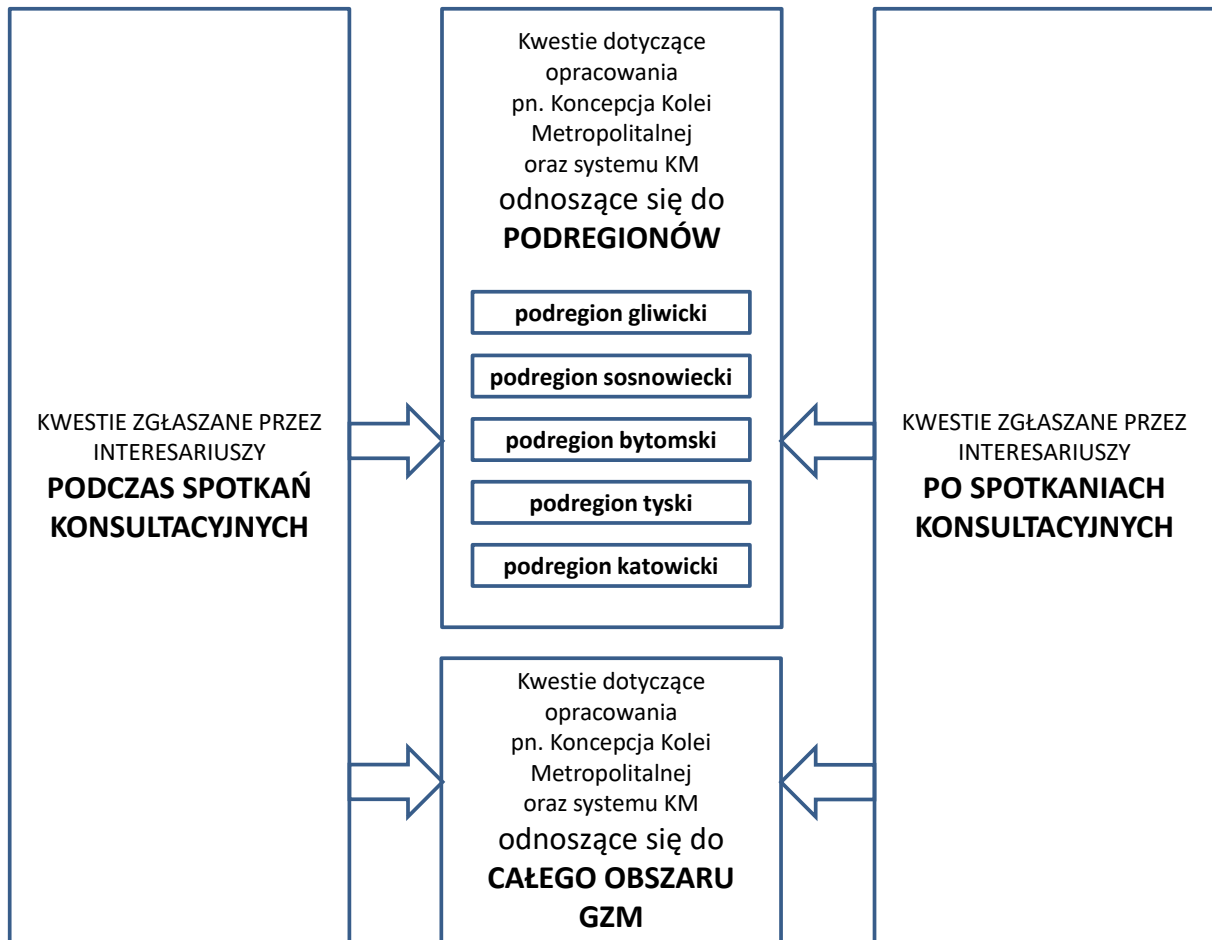 KWESTIE ZGŁASZANE PRZEZ
INTERESARIUSZY
PODCZAS SPOTKAŃ
KONSULTACYJNYCH
Kwestie dotyczące
opracowania
pn. Koncepcja Kolei
Metropolitalnej
oraz systemu KM
odnoszące się do
PODREGIONÓW
podregion gliwicki
podregion sosnowiecki
podregion bytomski
podregion tyski
podregion katowicki
Kwestie dotyczące
opracowania
pn. Koncepcja Kolei
Metropolitalnej
oraz systemu KM
odnoszące się do
CAŁEGO OBSZARU
GZM
KWESTIE ZGŁASZANE PRZEZ
INTERESARIUSZY
PO SPOTKANIACH
KONSULTACYJNYCH